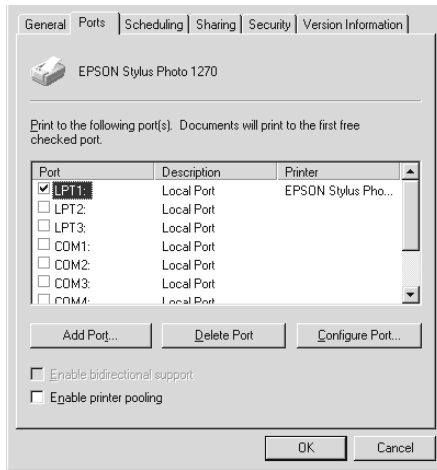 General Ports Scheduling Sharing Security Version Information
EPSON Stylus Photo 1270
Print to the following port(s). Documents will print to the first free
checked port.
Port Description Printer
LPT1: Local Port EPSON Stylus Pho...
LPT2: Local Port
LPT3: Local Port
COM1: Local Port
COM2: Local Port
COM3: Local Port
COM4: Local Port
Add Port... Delete Port Configure Port...
Enable bidirectional support
Enable printer pooling
OK Cancel